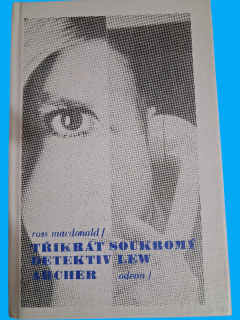 ross macdonald /
TŘIKRÁT SOUKROMÝ
DETEKTIV LEW
ARCHER odeon /